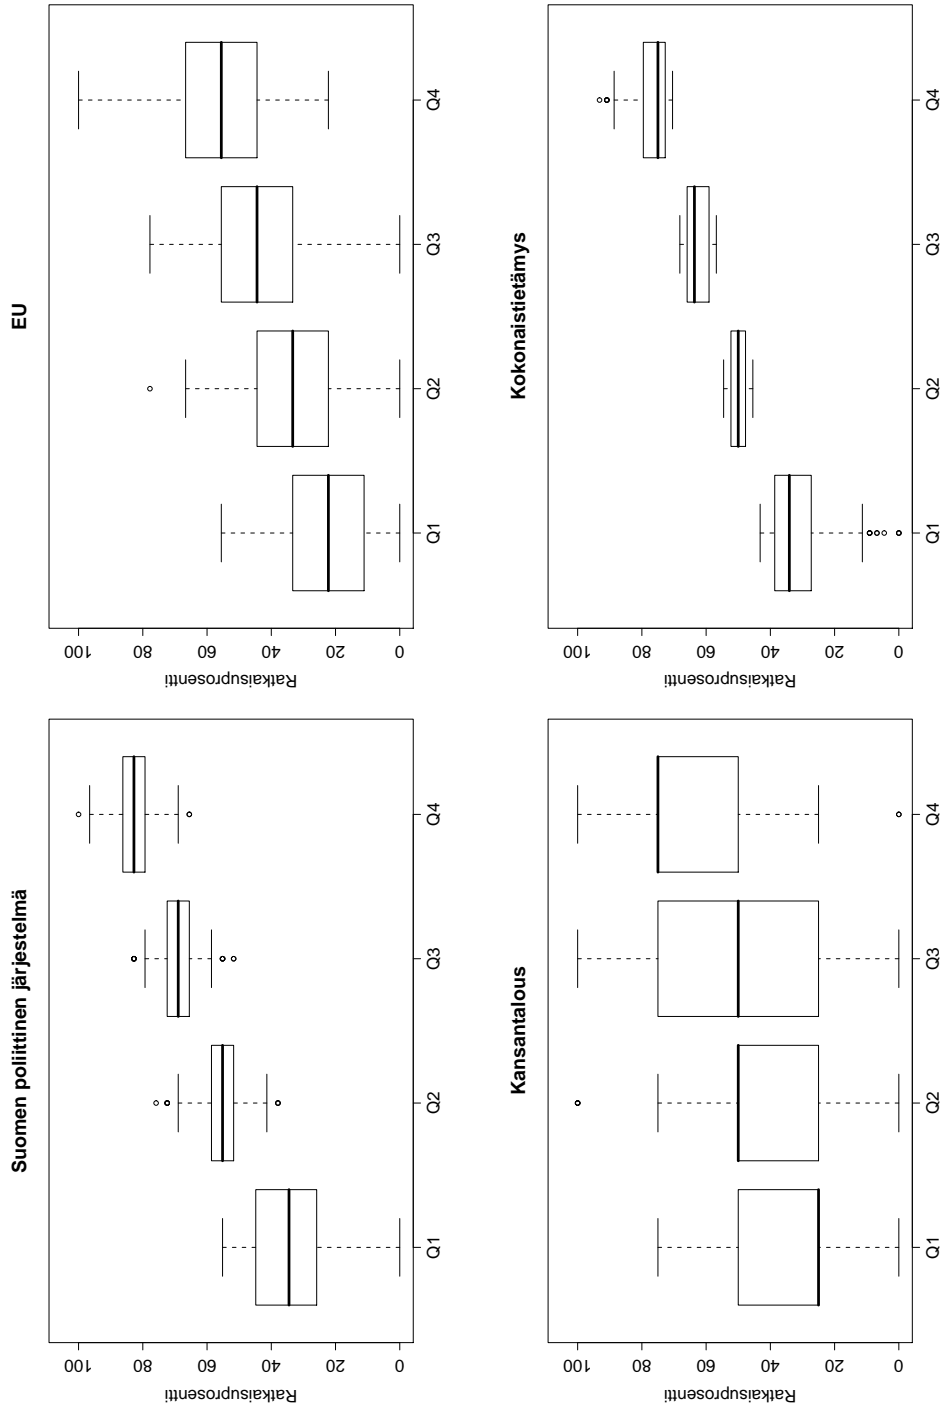 Suomen poliittinen järjestelmä
Ratkaisuprosentti
0 20 40 60 80 100
Q1 Q2 Q3 Q4
EU
Ratkaisuprosentti
0 20 40 60 80 100
Q1 Q2 Q3 Q4
Kansantalous
Ratkaisuprosentti
0 20 40 60 80 100
Q1 Q2 Q3 Q4
Kokonaistietämys
Ratkaisuprosentti
0 20 40 60 80 100
Q1 Q2 Q3 Q4